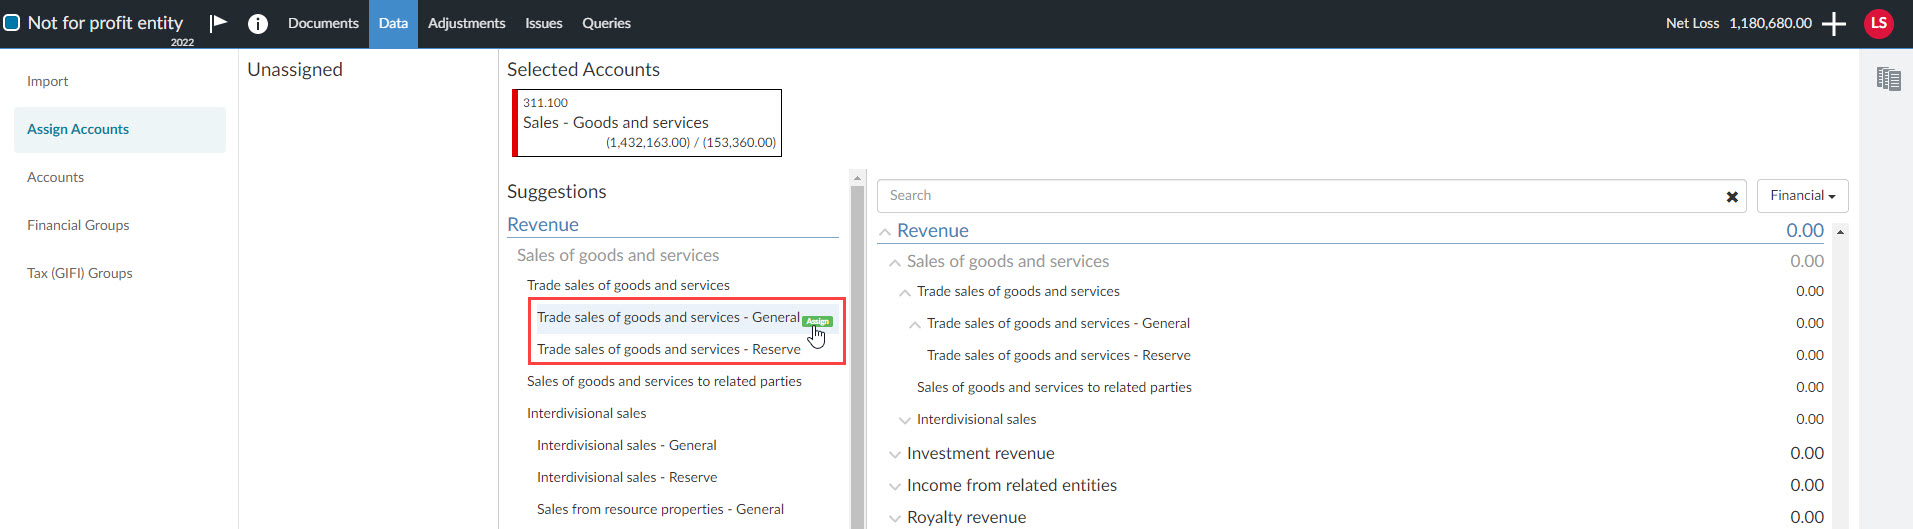 Not for profit entity
2022
Documents
Data
Adjustments
Issues
Queries
Net Loss 1,180,680.00
LS
Import
Assign Accounts
Accounts
Financial Groups
Tax (GIFI) Groups
Unassigned
Selected Accounts
311.100
Sales - Goods and services
(1,432,163.00) / (153,360.00)
Suggestions
Revenue
Sales of goods and services
Trade sales of goods and services
Trade sales of goods and services - General Assign
Trade sales of goods and services - Reserve
Sales of goods and services to related parties
Interdivisional sales
Interdivisional sales - General
Interdivisional sales - Reserve
Sales from resource properties - General
Search
Financial
Revenue 0.00
Sales of goods and services 0.00
Trade sales of goods and services 0.00
Trade sales of goods and services - General 0.00
Trade sales of goods and services - Reserve 0.00
Sales of goods and services to related parties 0.00
Interdivisional sales 0.00
Investment revenue 0.00
Income from related entities 0.00
Royalty revenue 0.00